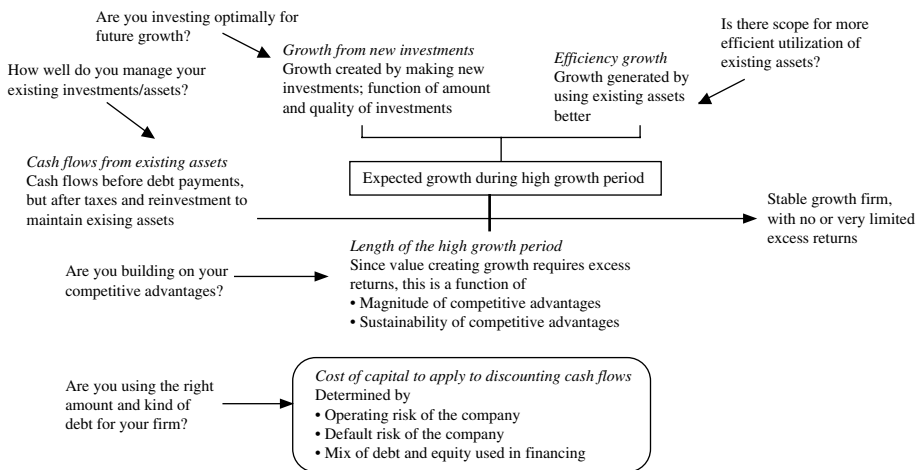 Are you investing optimally for
future growth?
Growth from new investments
Growth created by making new
investments; function of amount
and quality of investments
Efficiency growth
Growth generated by
using existing assets
better
Is there scope for more
efficient utilization of
existing assets?
How well do you manage your
existing investments/assets?
Cash flows from existing assets
Cash flows before debt payments,
but after taxes and reinvestment to
maintain exising assets
Expected growth during high growth period
Stable growth firm,
with no or very limited
excess returns
Length of the high growth period
Since value creating growth requires excess
returns, this is a function of
• Magnitude of competitive advantages
• Sustainability of competitive advantages
Are you building on your
competitive advantages?
Are you using the right
amount and kind of
debt for your firm?
Cost of capital to apply to discounting cash flows
Determined by
• Operating risk of the company
• Default risk of the company
• Mix of debt and equity used in financing